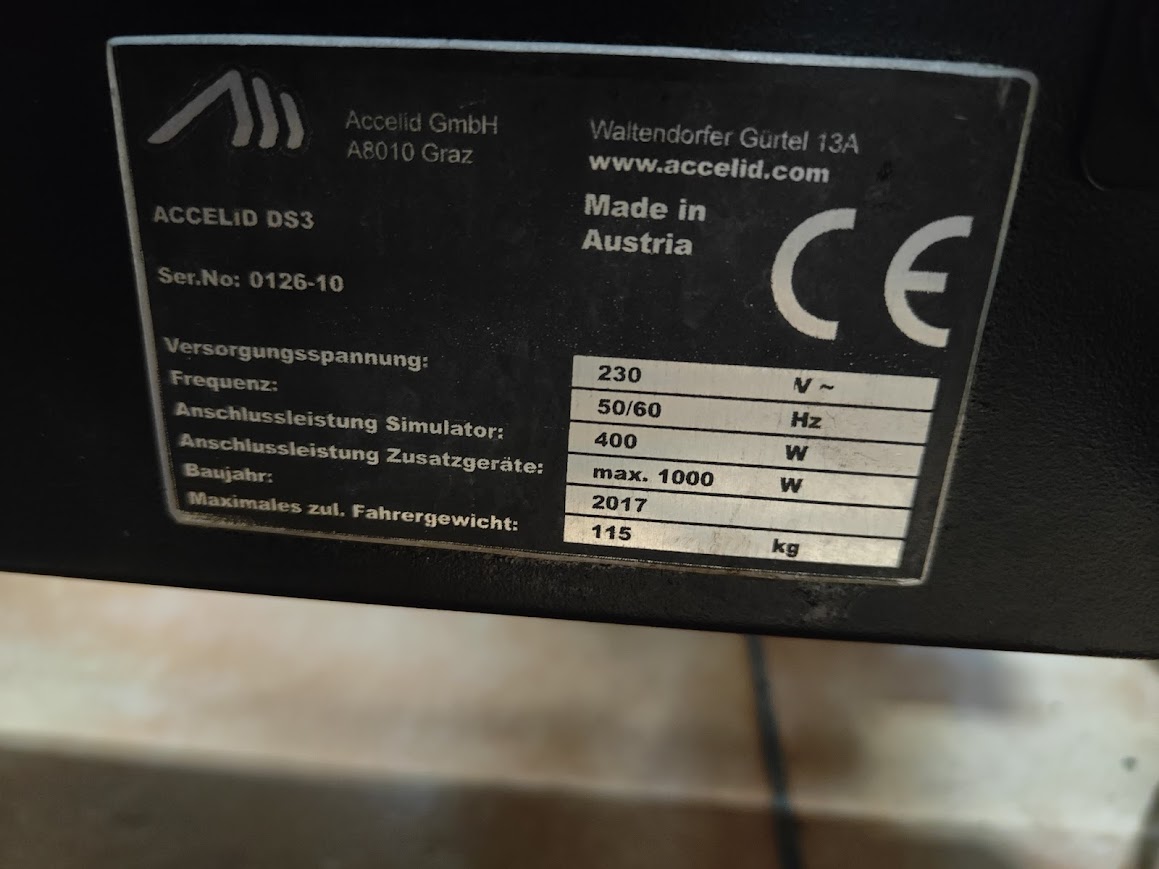 Accelid GmbH
A8010 Graz
Waltendorfer Gürtel 13A
www.accelid.com
Made in
Austria
CE
ACCELiD DS3
Ser.No: 0126-10
Versorgungsspannung: 230 V ~
Frequenz: 50/60 Hz
Anschlussleistung Simulator: 400 W
Anschlussleistung Zusatzgeräte: max. 1000 W
Baujahr: 2017
Maximales zul. Fahrergewicht: 115 kg